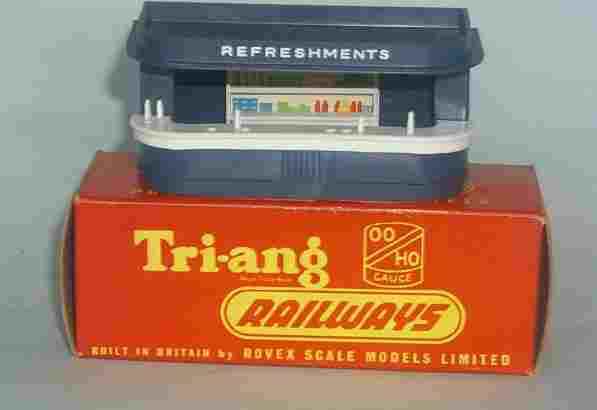 REFRESHMENTS
Tri-ang
OO/HO
GAUGE
RAILWAYS
BUILT IN BRITAIN by ROVEX SCALE MODELS LIMITED